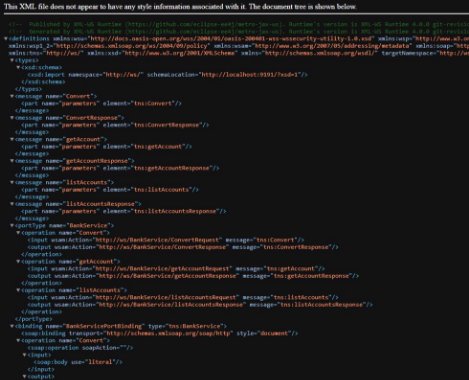 This XML file does not appear to have any style information associated with it. The document tree is shown below.
<!-- Published by XML-WS Runtime (https://github.com/eclipse-ee4j/metro-jax-ws). Runtime's version is XML-WS Runtime 4.0.0 git-revision
<!-- Generated by XML-WS Runtime (https://github.com/eclipse-ee4j/metro-jax-ws). Runtime's version is XML-WS Runtime 4.0.0 git-revision
▼<definitions xmlns:wsu="http://docs.oasis-open.org/wss/2004/01/oasis-200401-wss-wssecurity-utility-1.0.xsd" xmlns:wsp="http://www.w3.o
xmlns:wsp1_2="http://schemas.xmlsoap.org/ws/2004/09/policy" xmlns:wsam="http://www.w3.org/2007/05/addressing/metadata" xmlns:soap="http
xmlns:tns="http://ws/" xmlns:xsd="http://www.w3.org/2001/XMLSchema" xmlns="http://schemas.xmlsoap.org/wsdl/" targetNamespace="http://ws
▼<types>
▼<xsd:schema>
<xsd:import namespace="http://ws/" schemaLocation="http://localhost:9191/?xsd=1"/>
</xsd:schema>
</types>
▼<message name="Convert">
<part name="parameters" element="tns:Convert"/>
</message>
▼<message name="ConvertResponse">
<part name="parameters" element="tns:ConvertResponse"/>
</message>
▼<message name="getAccount">
<part name="parameters" element="tns:getAccount"/>
</message>
▼<message name="getAccountResponse">
<part name="parameters" element="tns:getAccountResponse"/>
</message>
▼<message name="listAccounts">
<part name="parameters" element="tns:listAccounts"/>
</message>
▼<message name="listAccountsResponse">
<part name="parameters" element="tns:listAccountsResponse"/>
</message>
▼<portType name="BankService">
▼<operation name="Convert">
<input wsam:Action="http://ws/BankService/ConvertRequest" message="tns:Convert"/>
<output wsam:Action="http://ws/BankService/ConvertResponse" message="tns:ConvertResponse"/>
</operation>
▼<operation name="getAccount">
<input wsam:Action="http://ws/BankService/getAccountRequest" message="tns:getAccount"/>
<output wsam:Action="http://ws/BankService/getAccountResponse" message="tns:getAccountResponse"/>
</operation>
▼<operation name="listAccounts">
<input wsam:Action="http://ws/BankService/listAccountsRequest" message="tns:listAccounts"/>
<output wsam:Action="http://ws/BankService/listAccountsResponse" message="tns:listAccountsResponse"/>
</operation>
</portType>
▼<binding name="BankServicePortBinding" type="tns:BankService">
<soap:binding transport="http://schemas.xmlsoap.org/soap/http" style="document"/>
▼<operation name="Convert">
<soap:operation soapAction=""/>
▼<input>
<soap:body use="literal"/>
</input>
▼<output>